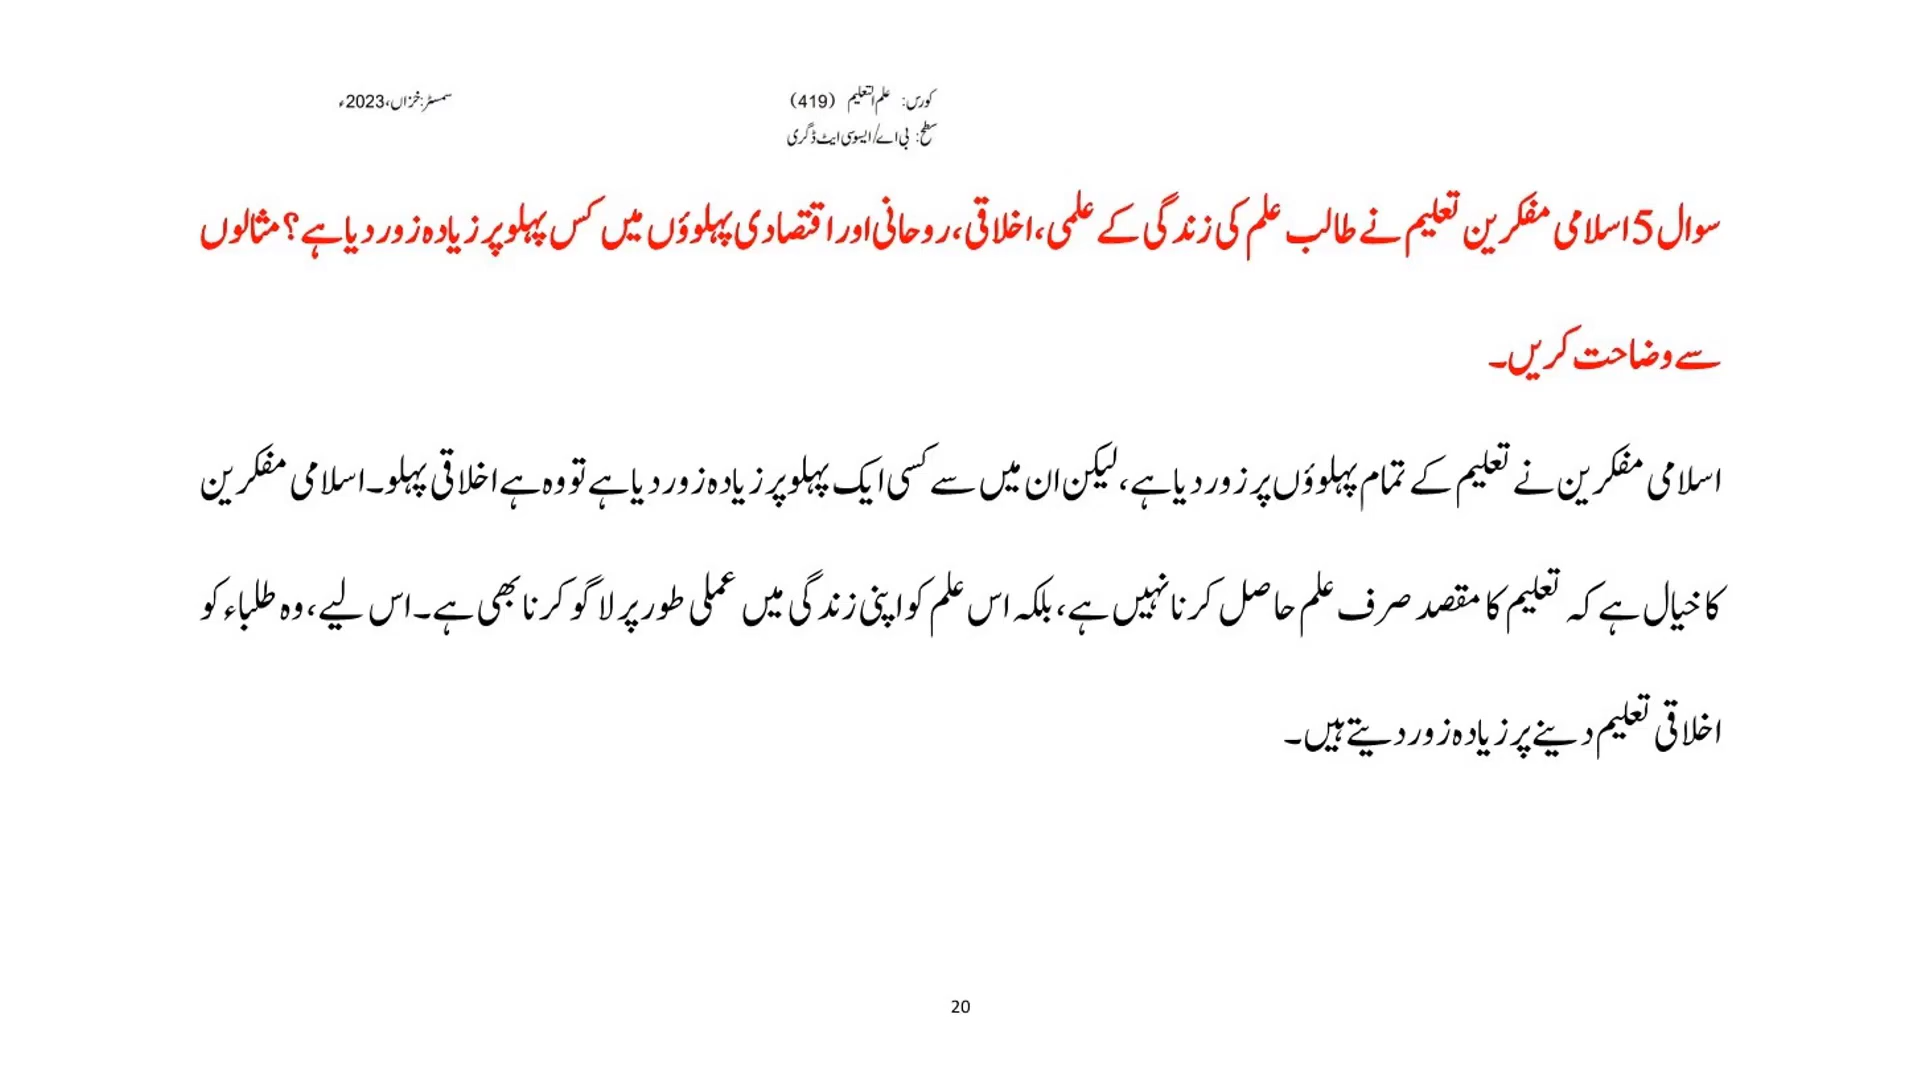 کورس: علم التعلیم (419) سمسٹر: خزاں، 2023ء
سطح: بی اے/ ایسوسی ایٹ ڈگری
سوال 5 اسلامی مفکرین تعلیم نے طالب علم کی زندگی کے علمی، اخلاقی، روحانی اور اقتصادی پہلوؤں میں کس پہلو پر زیادہ زور دیا ہے؟ مثالوں
سے وضاحت کریں۔
اسلامی مفکرین نے تعلیم کے تمام پہلوؤں پر زور دیا ہے، لیکن ان میں سے کسی ایک پہلو پر زیادہ زور دیا ہے تو وہ ہے اخلاقی پہلو۔ اسلامی مفکرین
کا خیال ہے کہ تعلیم کا مقصد صرف علم حاصل کرنا نہیں ہے، بلکہ اس علم کو اپنی زندگی میں عملی طور پر لاگو کرنا بھی ہے۔ اس لیے، وہ طلباء کو
اخلاقی تعلیم دینے پر زیادہ زور دیتے ہیں۔
20